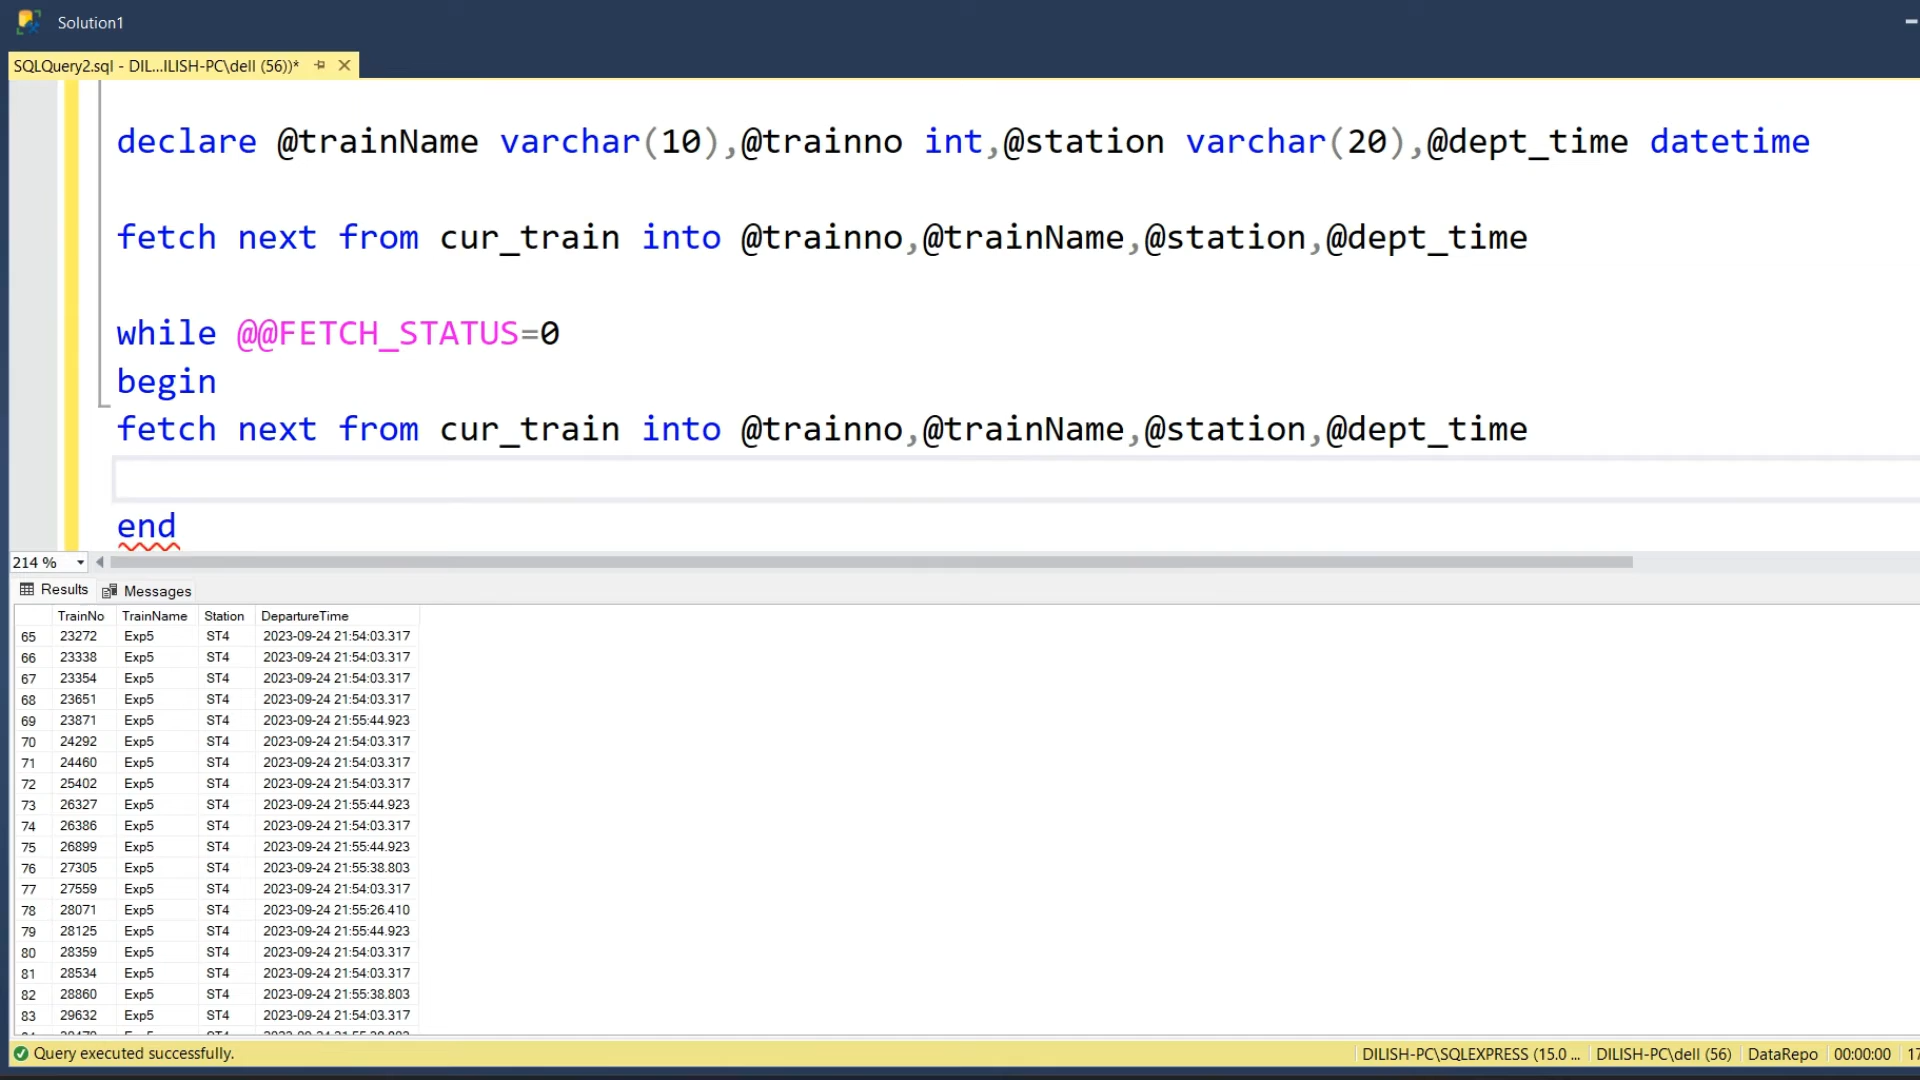 Solution1
SQLQuery2.sql - DIL...ILISH-PC\dell (56))*
declare @trainName varchar(10),@trainno int,@station varchar(20),@dept_time datetime
fetch next from cur_train into @trainno,@trainName,@station,@dept_time
while @@FETCH_STATUS=0
begin
fetch next from cur_train into @trainno,@trainName,@station,@dept_time
end
214 %
Results Messages
TrainNo TrainName Station DepartureTime
65 23272 Exp5 ST4 2023-09-24 21:54:03.317
66 23338 Exp5 ST4 2023-09-24 21:54:03.317
67 23354 Exp5 ST4 2023-09-24 21:54:03.317
68 23651 Exp5 ST4 2023-09-24 21:54:03.317
69 23871 Exp5 ST4 2023-09-24 21:55:44.923
70 24292 Exp5 ST4 2023-09-24 21:54:03.317
71 24460 Exp5 ST4 2023-09-24 21:54:03.317
72 25402 Exp5 ST4 2023-09-24 21:54:03.317
73 26327 Exp5 ST4 2023-09-24 21:55:44.923
74 26386 Exp5 ST4 2023-09-24 21:54:03.317
75 26899 Exp5 ST4 2023-09-24 21:55:44.923
76 27305 Exp5 ST4 2023-09-24 21:55:38.803
77 27559 Exp5 ST4 2023-09-24 21:54:03.317
78 28071 Exp5 ST4 2023-09-24 21:55:26.410
79 28125 Exp5 ST4 2023-09-24 21:55:44.923
80 28359 Exp5 ST4 2023-09-24 21:54:03.317
81 28534 Exp5 ST4 2023-09-24 21:54:03.317
82 28860 Exp5 ST4 2023-09-24 21:55:38.803
83 29632 Exp5 ST4 2023-09-24 21:54:03.317
Query executed successfully. DILISH-PC\SQLEXPRESS (15.0 ... DILISH-PC\dell (56) DataRepo 00:00:00 17